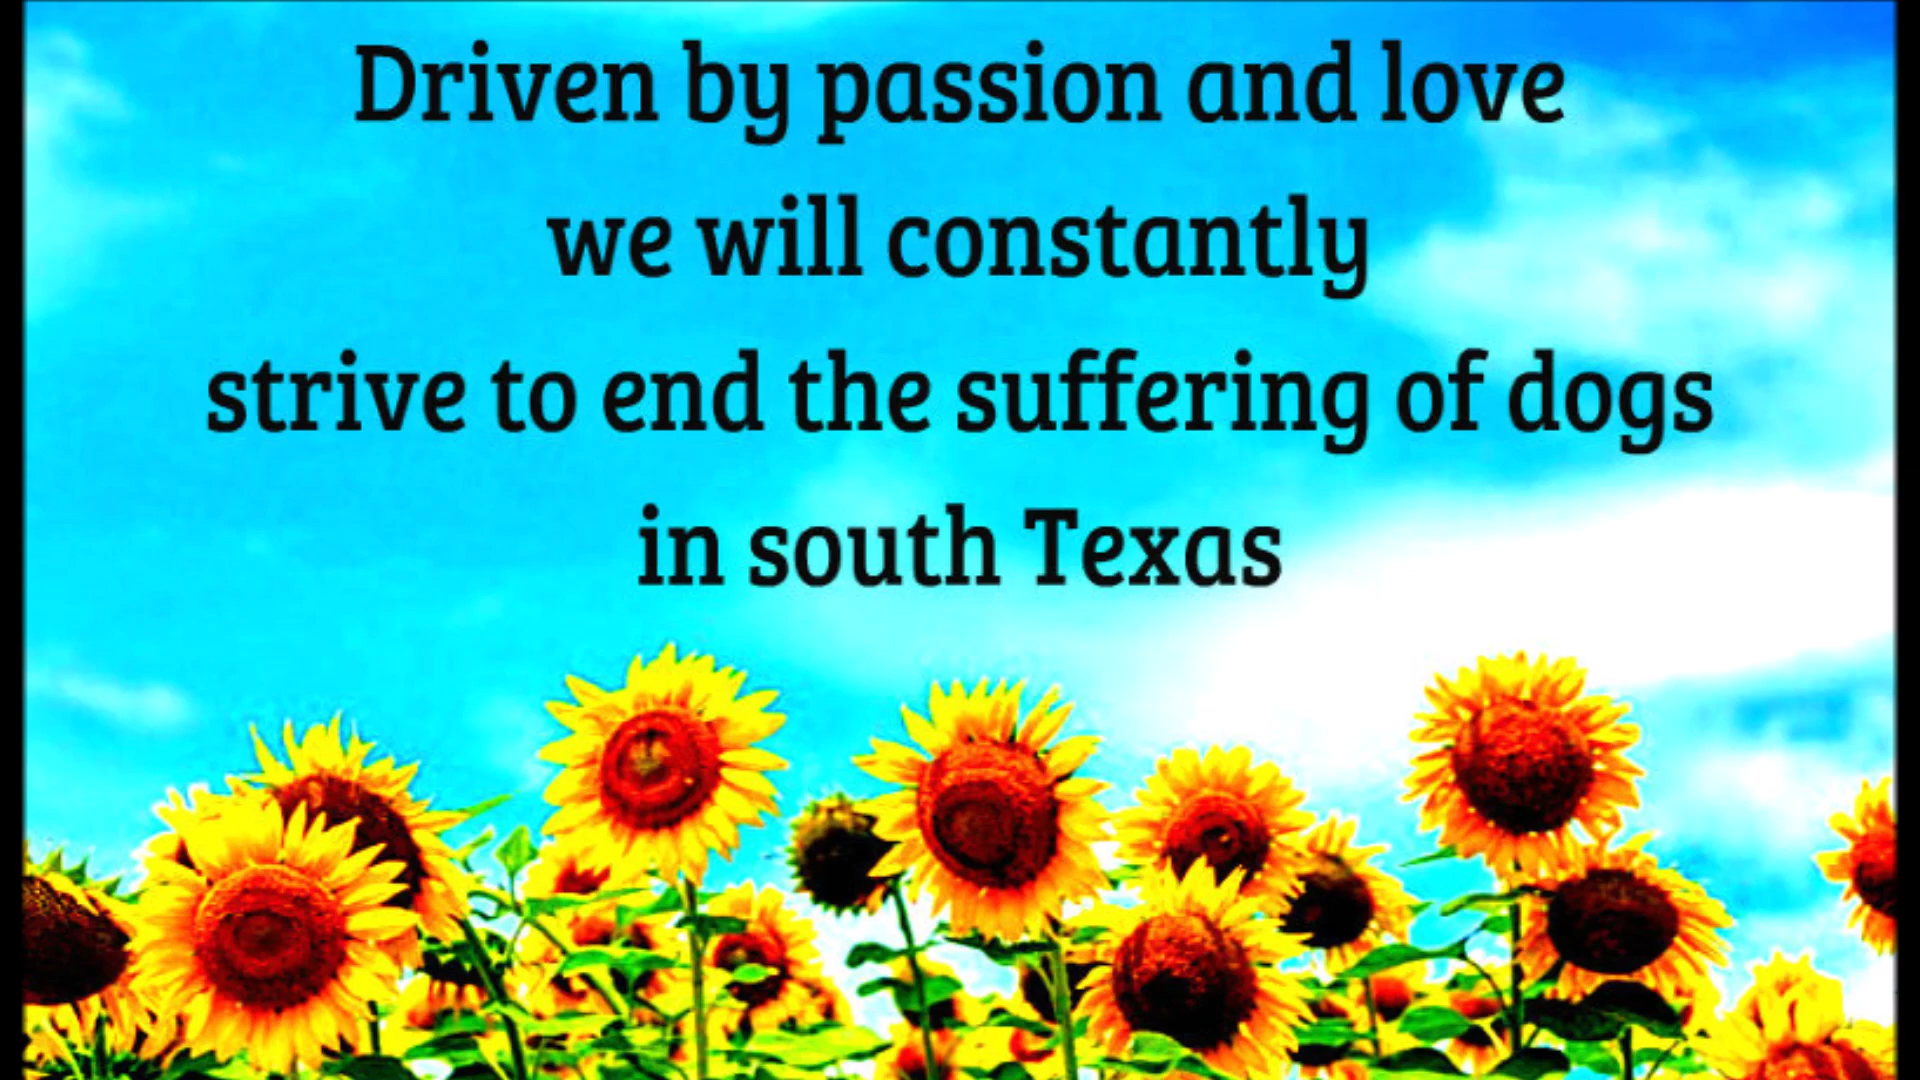 Driven by passion and love
we will constantly
strive to end the suffering of dogs
in south Texas